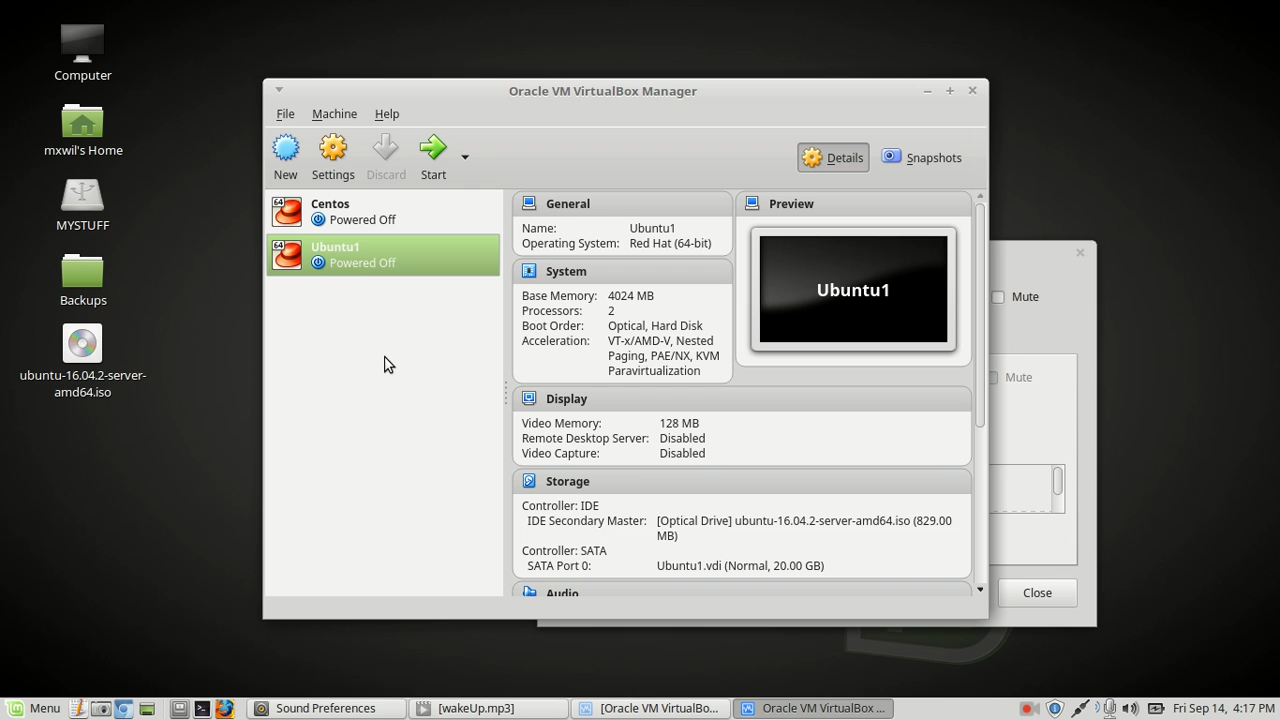 Computer
mxwil's Home
MYSTUFF
Backups
ubuntu-16.04.2-server-
amd64.iso
Oracle VM VirtualBox Manager
File Machine Help
New Settings Discard Start
Details Snapshots
64 Centos
Powered Off
64 Ubuntu1
Powered Off
General
Name: Ubuntu1
Operating System: Red Hat (64-bit)
System
Base Memory: 4024 MB
Processors: 2
Boot Order: Optical, Hard Disk
Acceleration: VT-x/AMD-V, Nested
Paging, PAE/NX, KVM
Paravirtualization
Preview
Ubuntu1
Display
Video Memory: 128 MB
Remote Desktop Server: Disabled
Video Capture: Disabled
Storage
Controller: IDE
IDE Secondary Master: [Optical Drive] ubuntu-16.04.2-server-amd64.iso (829.00
MB)
Controller: SATA
SATA Port 0: Ubuntu1.vdi (Normal, 20.00 GB)
Audio
Mute
Mute
Close
Menu Sound Preferences [wakeUp.mp3] [Oracle VM VirtualBo... Oracle VM VirtualBox ... Fri Sep 14, 4:17 PM